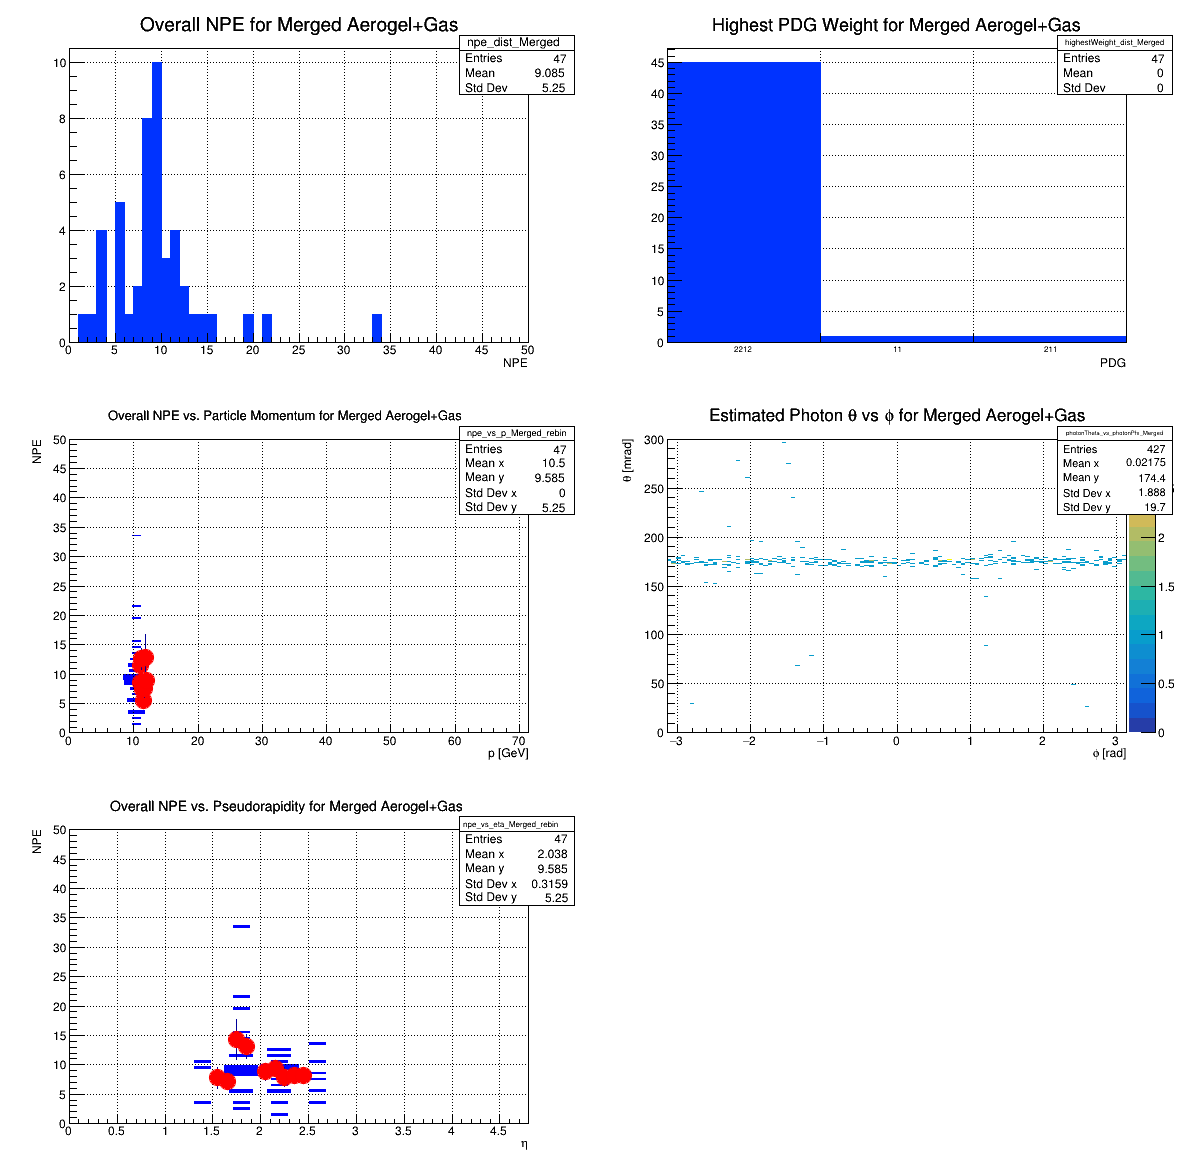 Overall NPE for Merged Aerogel+Gas
npe_dist_Merged
Entries 47
Mean 9.085
Std Dev 5.25
10
8
6
4
2
0
0 5 10 15 20 25 30 35 40 45 50
NPE
Highest PDG Weight for Merged Aerogel+Gas
highestWeight_dist_Merged
Entries 47
Mean 0
Std Dev 0
45
40
35
30
25
20
15
10
5
0
2212 11 211
PDG
Overall NPE vs. Particle Momentum for Merged Aerogel+Gas
npe_vs_p_Merged_rebin
Entries 47
Mean x 10.5
Mean y 9.585
Std Dev x 0
Std Dev y 5.25
NPE
50
45
40
35
30
25
20
15
10
5
0
0 10 20 30 40 50 60 70
p [GeV]
Estimated Photon θ vs ϕ for Merged Aerogel+Gas
photonTheta_vs_photonPhi_Merged
Entries 427
Mean x 0.02175
Mean y 174.4
Std Dev x 1.888
Std Dev y 19.7
θ [mrad]
300
250
200
150
100
50
0
−3 −2 −1 0 1 2 3
ϕ [rad]
2
1.5
1
0.5
0
Overall NPE vs. Pseudorapidity for Merged Aerogel+Gas
npe_vs_eta_Merged_rebin
Entries 47
Mean x 2.038
Mean y 9.585
Std Dev x 0.3159
Std Dev y 5.25
NPE
50
45
40
35
30
25
20
15
10
5
0
0 0.5 1 1.5 2 2.5 3 3.5 4 4.5
η